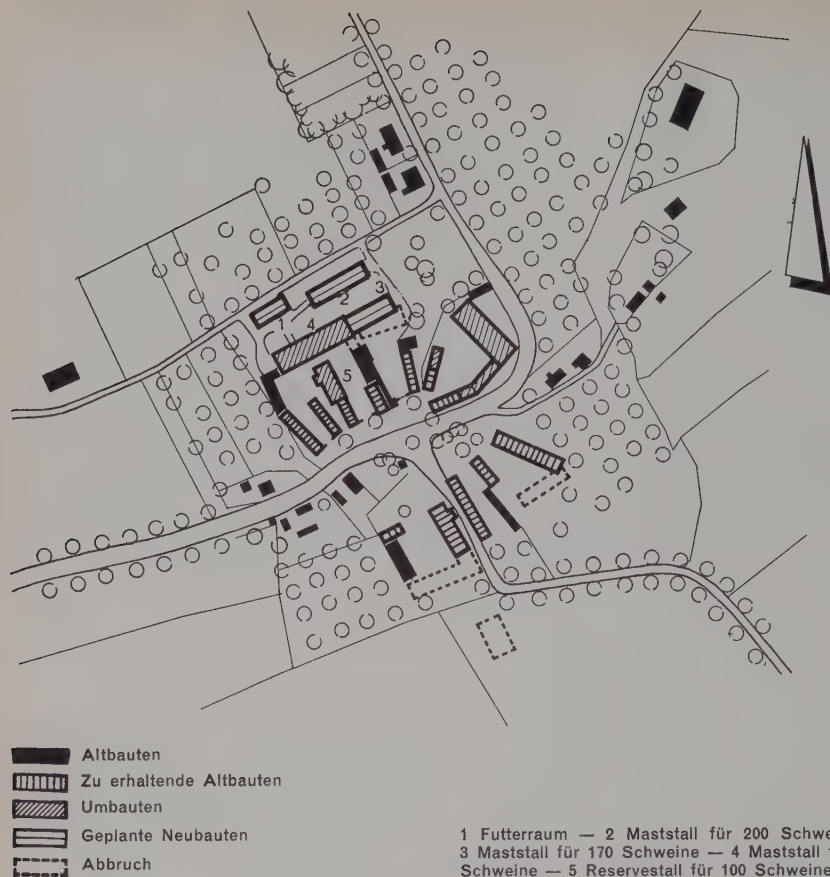 1 2 3
4
5
Altbauten
Zu erhaltende Altbauten
Umbauten
Geplante Neubauten
Abbruch
1 Futterraum — 2 Maststall für 200 Schwe
3 Maststall für 170 Schweine — 4 Maststall
Schweine — 5 Reservestall für 100 Schweine